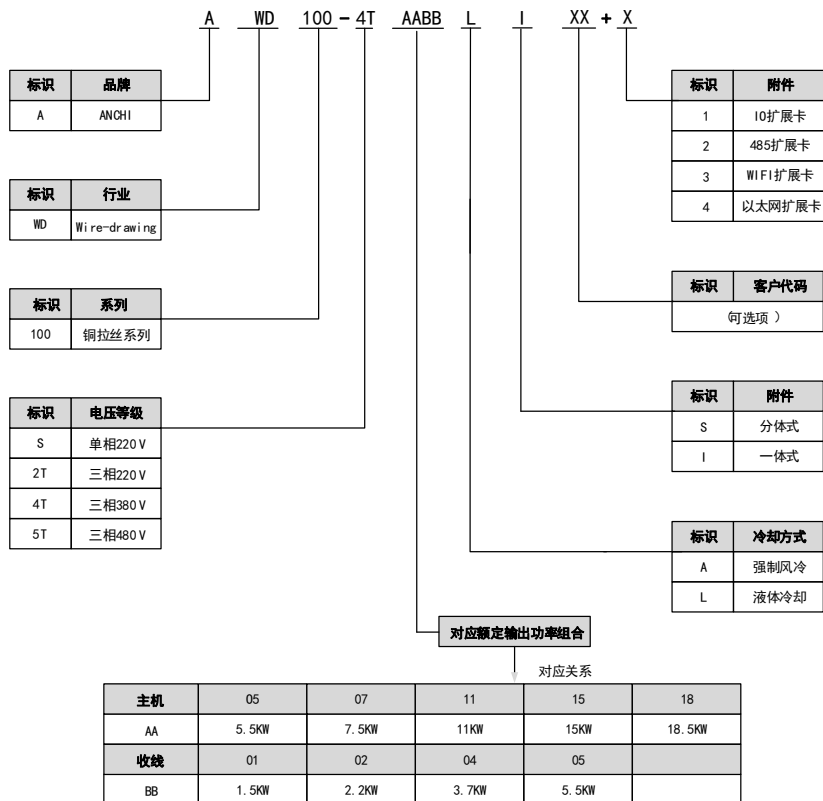 A WD 100 - 4T AABB L I XX + X
标识 品牌
A ANCHI
标识 行业
WD Wire-drawing
标识 系列
100 铜拉丝系列
标识 电压等级
S 单相220V
2T 三相220V
4T 三相380V
5T 三相480V
标识 附件
1 IO扩展卡
2 485扩展卡
3 WIFI扩展卡
4 以太网扩展卡
标识 客户代码
(可选项 )
标识 附件
S 分体式
I 一体式
标识 冷却方式
A 强制风冷
L 液体冷却
对应额定输出功率组合
对应关系
主机 05 07 11 15 18
AA 5.5KW 7.5KW 11KW 15KW 18.5KW
收线 01 02 04 05
BB 1.5KW 2.2KW 3.7KW 5.5KW